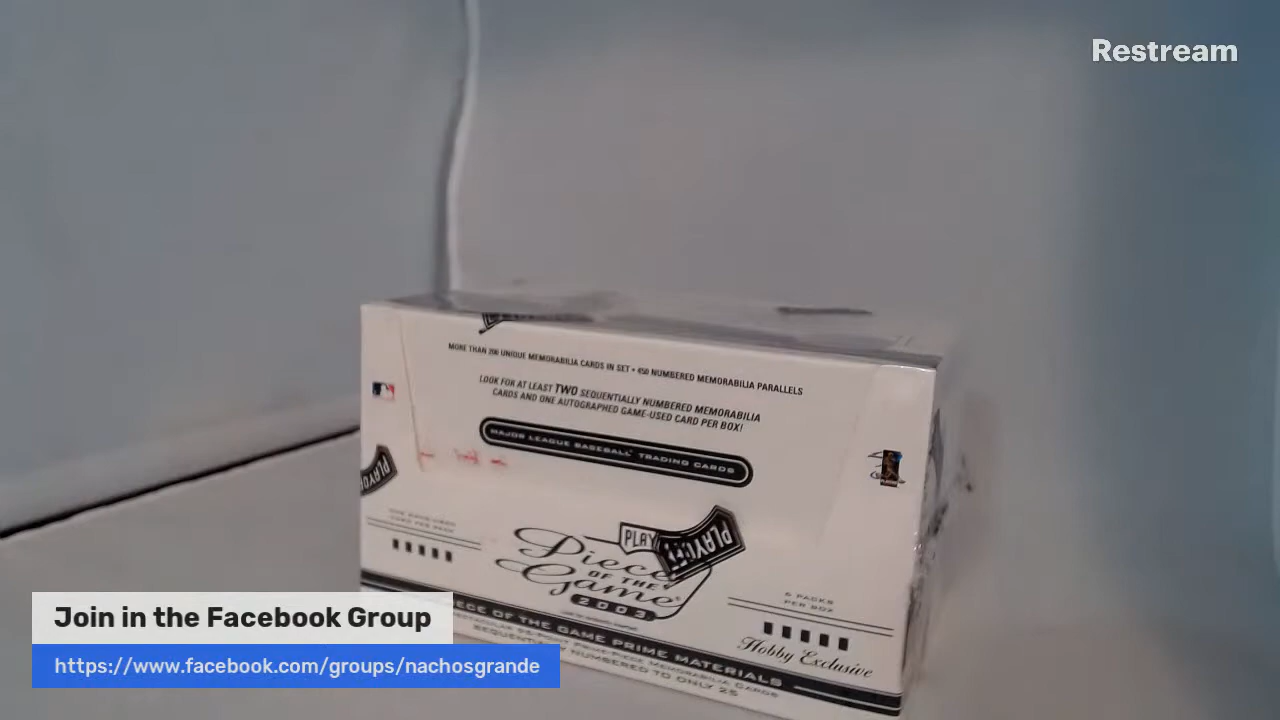 Restream
MORE THAN 200 UNIQUE MEMORABILIA CARDS IN SET • 450 NUMBERED MEMORABILIA PARALLELS
LOOK FOR AT LEAST TWO SEQUENTIALLY NUMBERED MEMORABILIA
CARDS AND ONE AUTOGRAPHED GAME-USED CARD PER BOX!
MAJOR LEAGUE BASEBALL TRADING CARDS
PLAYOFF
Piece
OF THE
Game
2003
6 PACKS
PER BOX
Hobby Exclusive
PIECE OF THE GAME PRIME MATERIALS
SEQUENTIALLY NUMBERED TO ONLY 25
Join in the Facebook Group
https://www.facebook.com/groups/nachosgrande